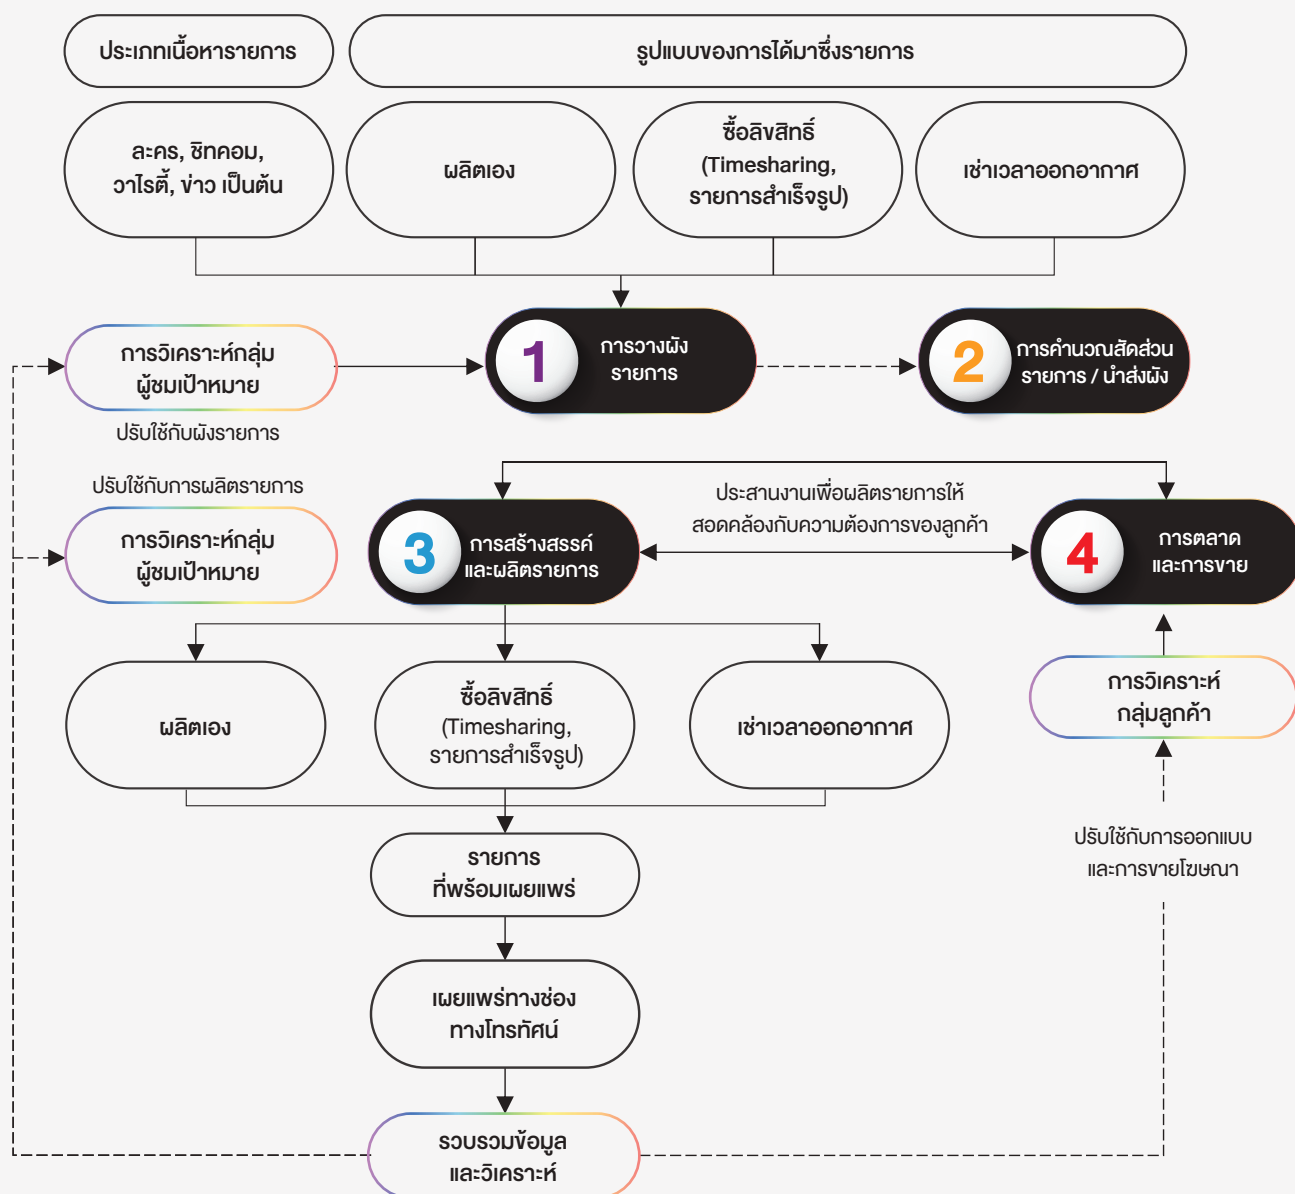 ประเภทเนื้อหารายการ
รูปแบบของการได้มาซึ่งรายการ
ละคร, ซิทคอม,
วาไรตี้, ข่าว เป็นต้น
ผลิตเอง
ซื้อลิขสิทธิ์
(Timesharing,
รายการสำเร็จรูป)
เช่าเวลาออกอากาศ
การวิเคราะห์กลุ่ม
ผู้ชมเป้าหมาย
ปรับใช้กับผังรายการ
1
การวางผัง
รายการ
2
การคำนวณสัดส่วน
รายการ / นำส่งผัง
ปรับใช้กับการผลิตรายการ
การวิเคราะห์กลุ่ม
ผู้ชมเป้าหมาย
3
การสร้างสรรค์
และผลิตรายการ
ประสานงานเพื่อผลิตรายการให้
สอดคล้องกับความต้องการของลูกค้า
4
การตลาด
และการขาย
ผลิตเอง
ซื้อลิขสิทธิ์
(Timesharing,
รายการสำเร็จรูป)
เช่าเวลาออกอากาศ
การวิเคราะห์
กลุ่มลูกค้า
รายการ
ที่พร้อมเผยแพร่
ปรับใช้กับการออกแบบ
และการขายโฆษณา
เผยแพร่ทางช่อง
ทางโทรทัศน์
รวบรวมข้อมูล
และวิเคราะห์